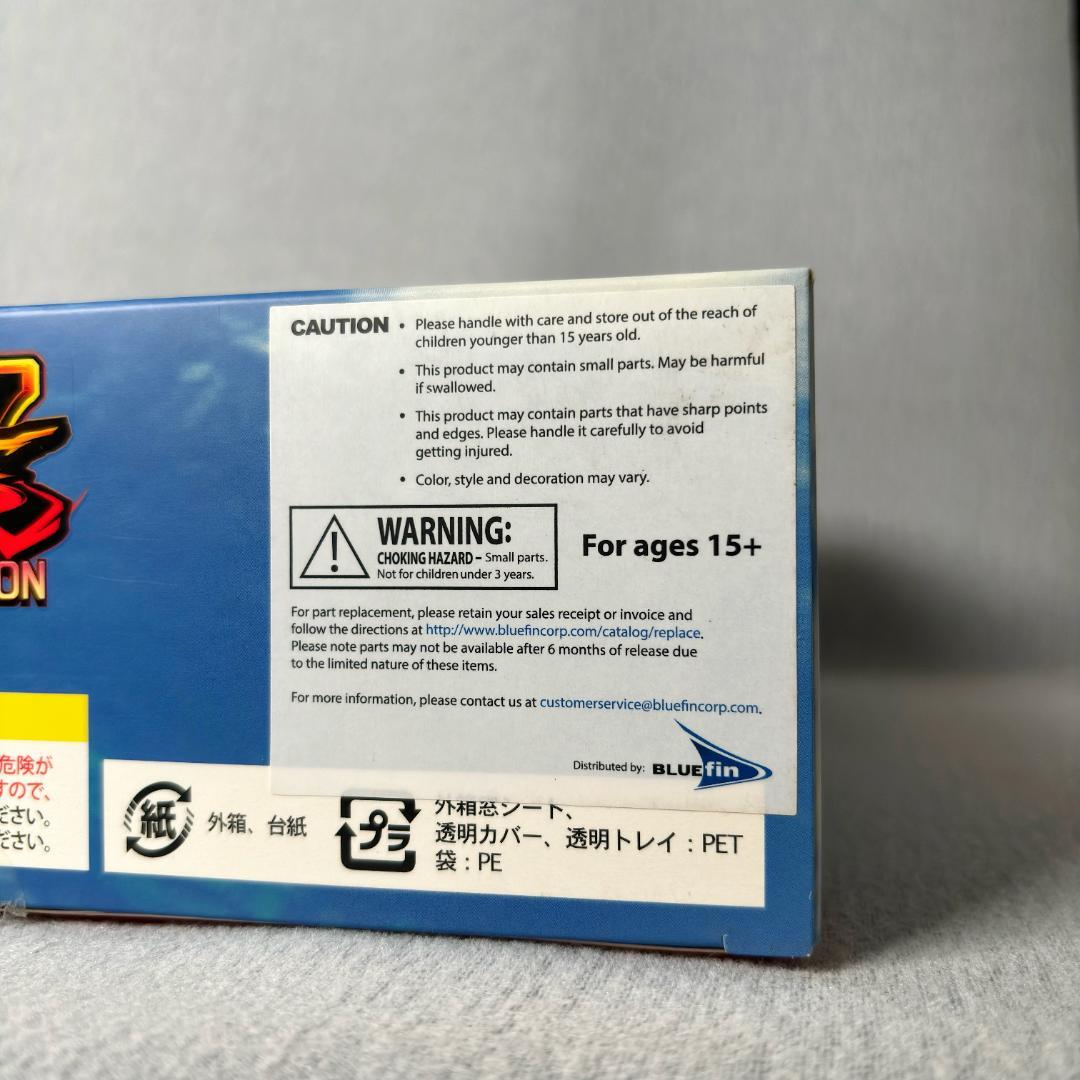 CAUTION • Please handle with care and store out of the reach of
children younger than 15 years old.
• This product may contain small parts. May be harmful
if swallowed.
• This product may contain parts that have sharp points
and edges. Please handle it carefully to avoid
getting injured.
• Color, style and decoration may vary.
WARNING:
CHOKING HAZARD – Small parts.
Not for children under 3 years.
For ages 15+
For part replacement, please retain your sales receipt or invoice and
follow the directions at http://www.bluefincorp.com/catalog/replace.
Please note parts may not be available after 6 months of release due
to the limited nature of these items.
For more information, please contact us at customerservice@bluefincorp.com.
Distributed by: BLUEfin
ON
危険が
すので、
ださい。
ださい。
紙 外箱、台紙
プラ 外箱窓シート、
透明カバー、透明トレイ：PET
袋：PE